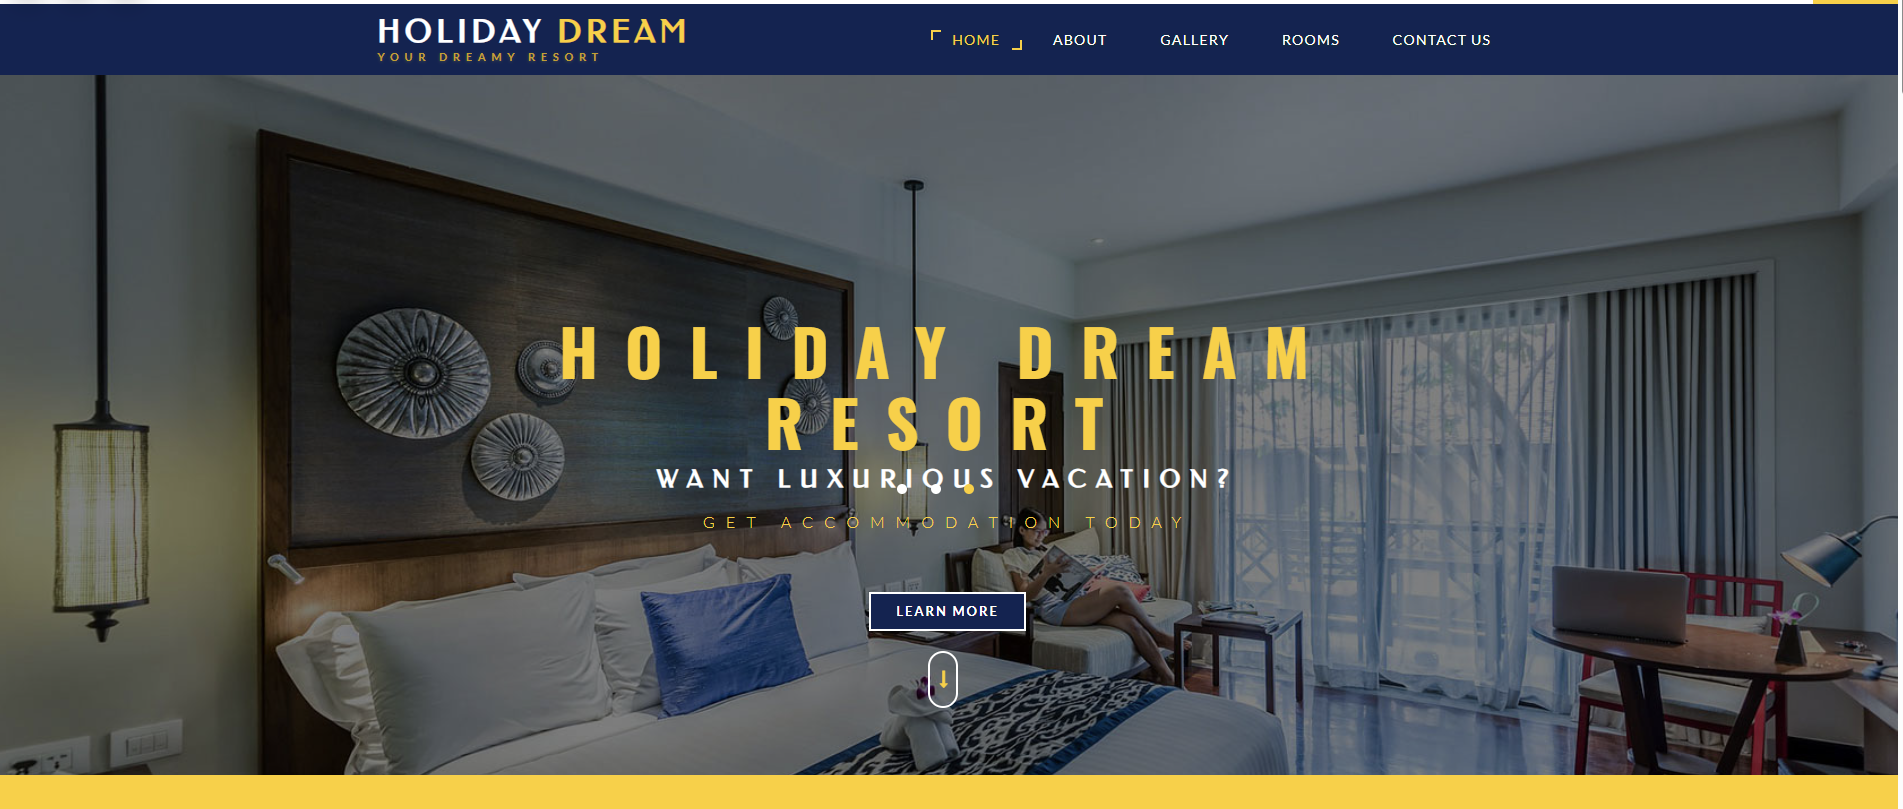 HOLIDAY DREAM
YOUR DREAMY RESORT
HOME
ABOUT
GALLERY
ROOMS
CONTACT US
HOLIDAY DREAM
RESORT
WANT LUXURIOUS VACATION?
GET ACCOMMODATION TODAY
LEARN MORE